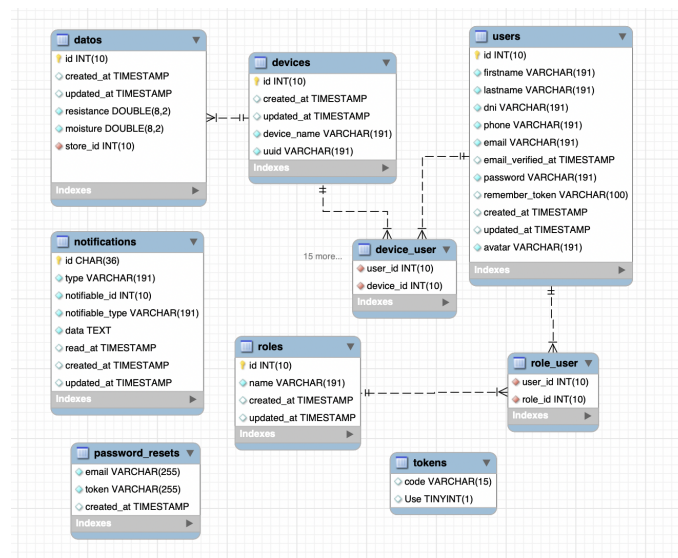 datos
id INT(10)
created_at TIMESTAMP
updated_at TIMESTAMP
resistance DOUBLE(8,2)
moisture DOUBLE(8,2)
store_id INT(10)
Indexes
devices
id INT(10)
created_at TIMESTAMP
updated_at TIMESTAMP
device_name VARCHAR(191)
uuid VARCHAR(191)
Indexes
users
id INT(10)
firstname VARCHAR(191)
lastname VARCHAR(191)
dni VARCHAR(191)
phone VARCHAR(191)
email VARCHAR(191)
email_verified_at TIMESTAMP
password VARCHAR(191)
remember_token VARCHAR(100)
created_at TIMESTAMP
updated_at TIMESTAMP
avatar VARCHAR(191)
Indexes
notifications
id CHAR(36)
type VARCHAR(191)
notifiable_id INT(10)
notifiable_type VARCHAR(191)
data TEXT
read_at TIMESTAMP
created_at TIMESTAMP
updated_at TIMESTAMP
Indexes
15 more...
device_user
user_id INT(10)
device_id INT(10)
Indexes
roles
id INT(10)
name VARCHAR(191)
created_at TIMESTAMP
updated_at TIMESTAMP
Indexes
role_user
user_id INT(10)
role_id INT(10)
Indexes
password_resets
email VARCHAR(255)
token VARCHAR(255)
created_at TIMESTAMP
Indexes
tokens
code VARCHAR(15)
Use TINYINT(1)
Indexes